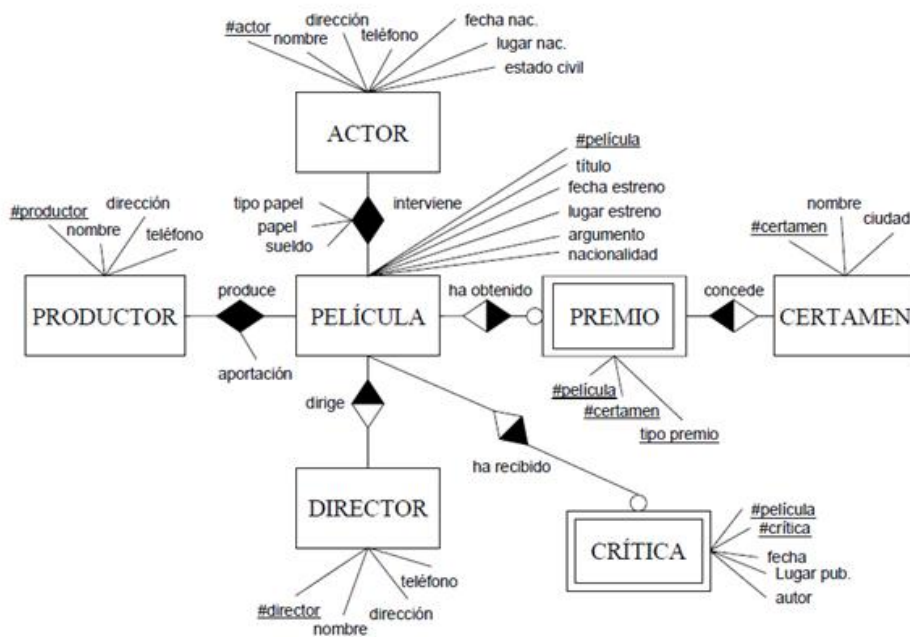 #actor
nombre
dirección
teléfono
fecha nac.
lugar nac.
estado civil
ACTOR
tipo papel
papel
sueldo
interviene
#película
título
fecha estreno
lugar estreno
argumento
nacionalidad
#productor
nombre
dirección
teléfono
nombre
#certamen
ciudad
PRODUCTOR
produce
aportación
PELÍCULA
ha obtenido
PREMIO
concede
CERTAMEN
#película
#certamen
tipo premio
dirige
ha recibido
DIRECTOR
#director
nombre
dirección
teléfono
CRÍTICA
#película
#crítica
fecha
Lugar pub.
autor